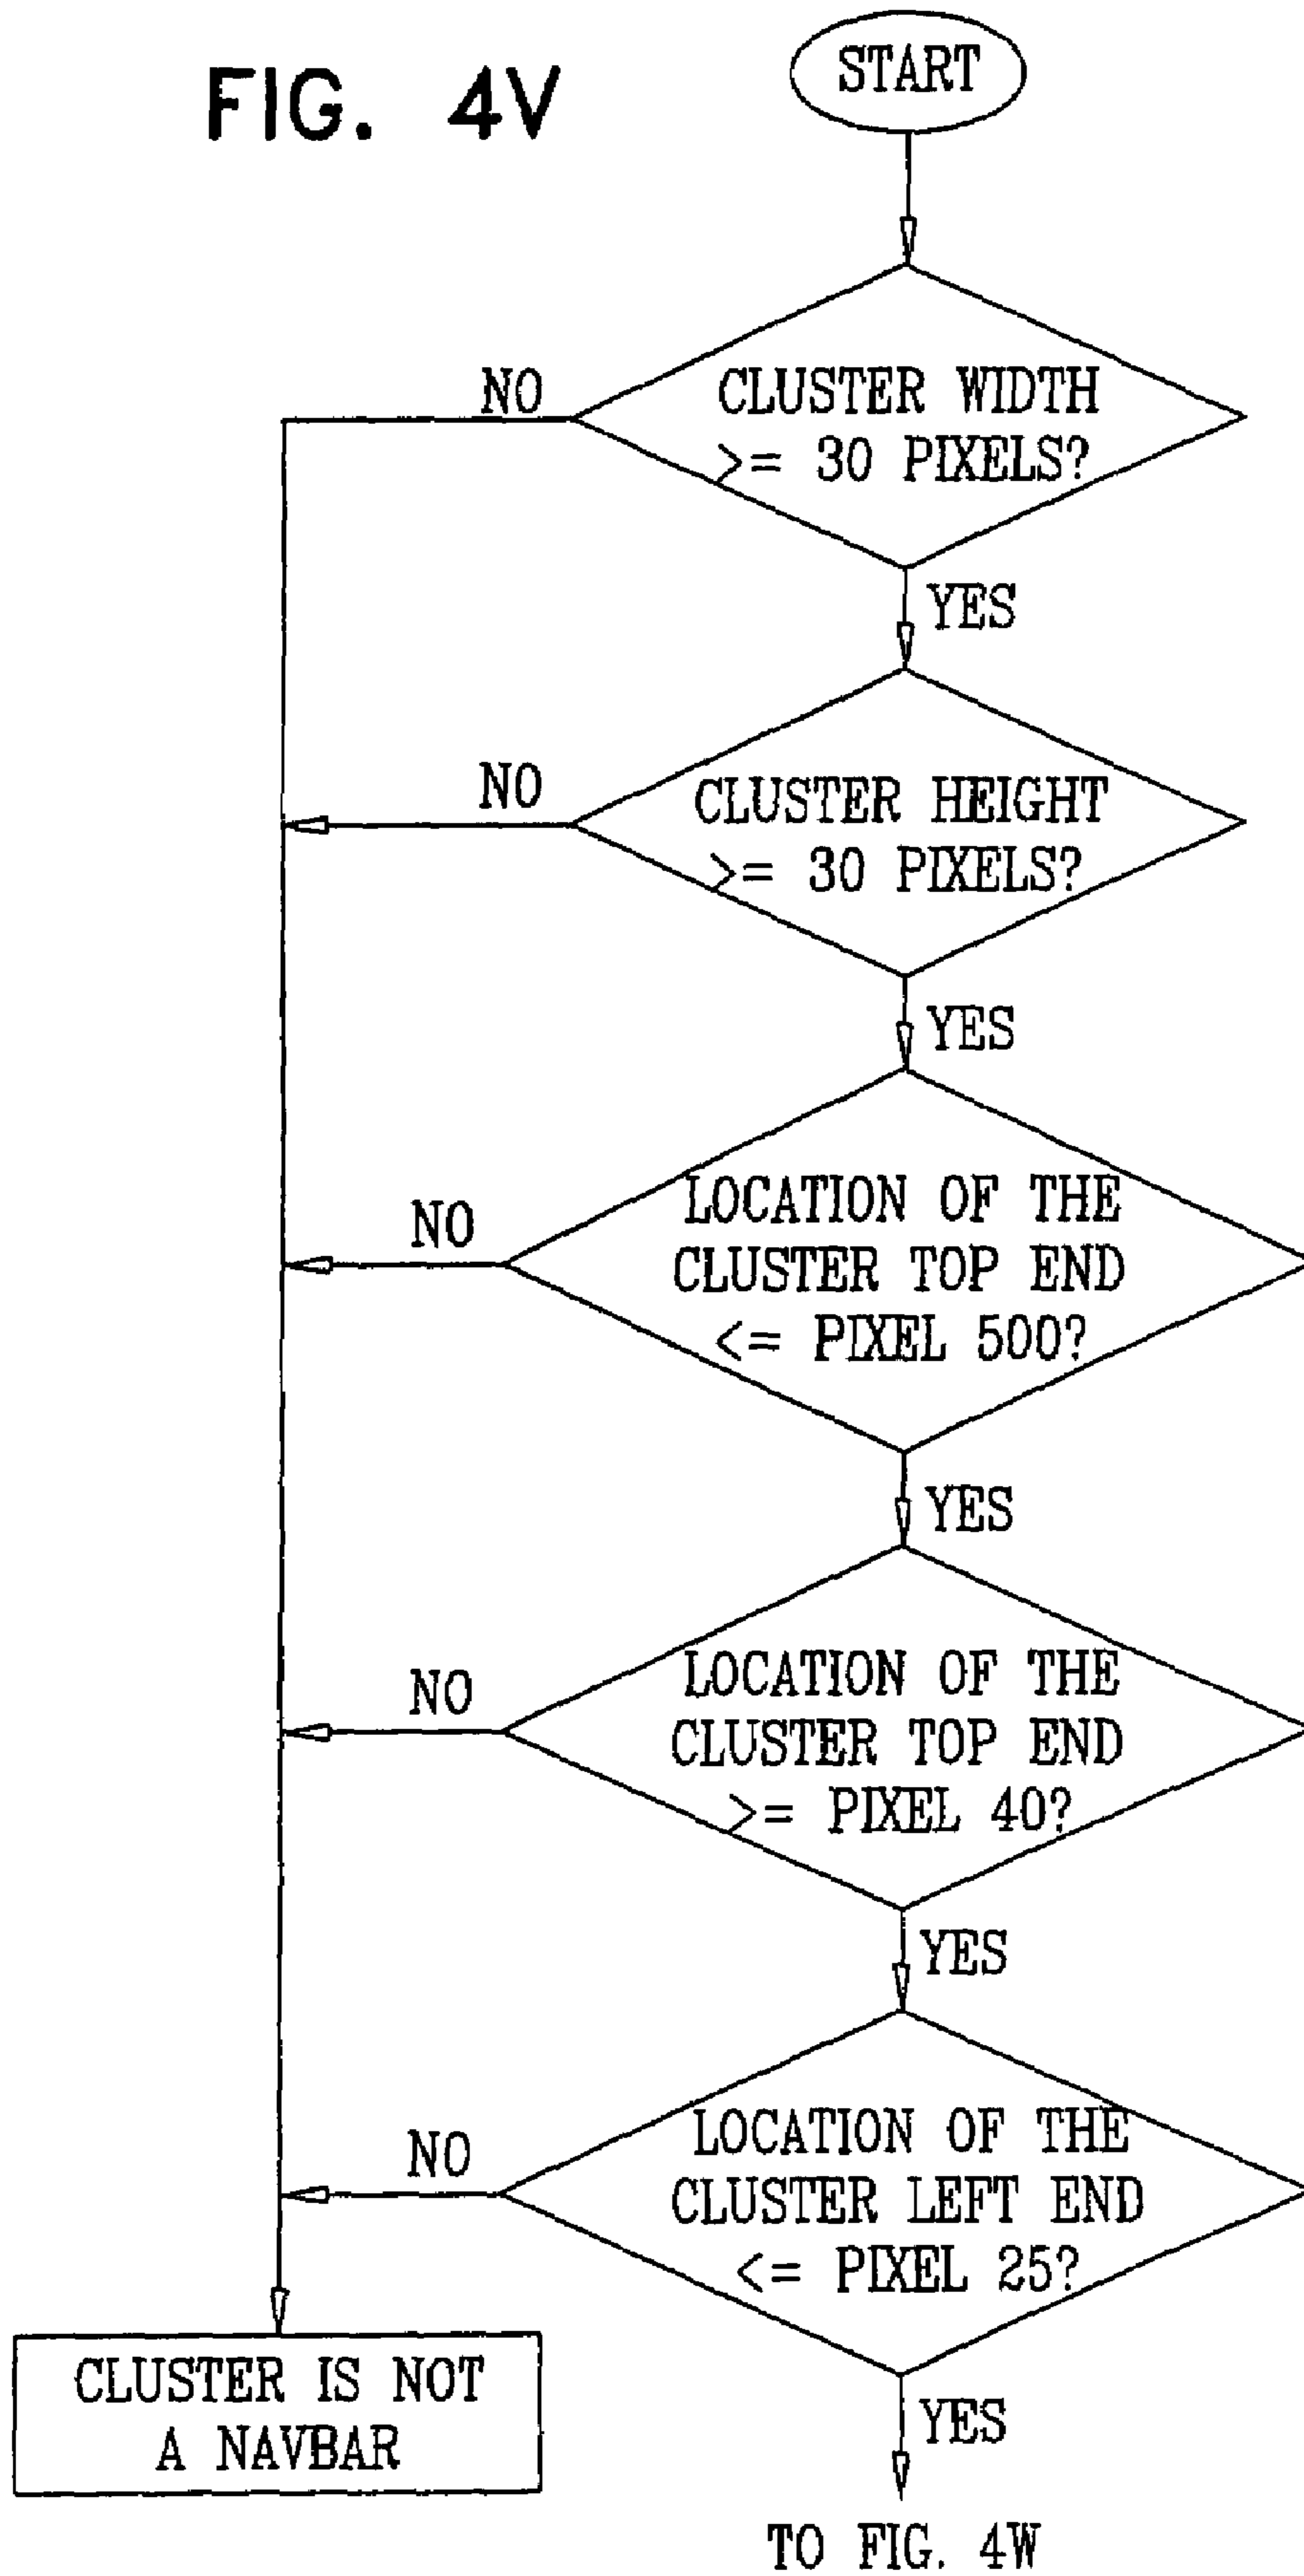 FIG. 4V
START
CLUSTER WIDTH
>= 30 PIXELS?
NO
YES
CLUSTER HEIGHT
>= 30 PIXELS?
NO
YES
LOCATION OF THE
CLUSTER TOP END
<= PIXEL 500?
NO
YES
LOCATION OF THE
CLUSTER TOP END
>= PIXEL 40?
NO
YES
LOCATION OF THE
CLUSTER LEFT END
<= PIXEL 25?
NO
YES
CLUSTER IS NOT
A NAVBAR
TO FIG. 4W